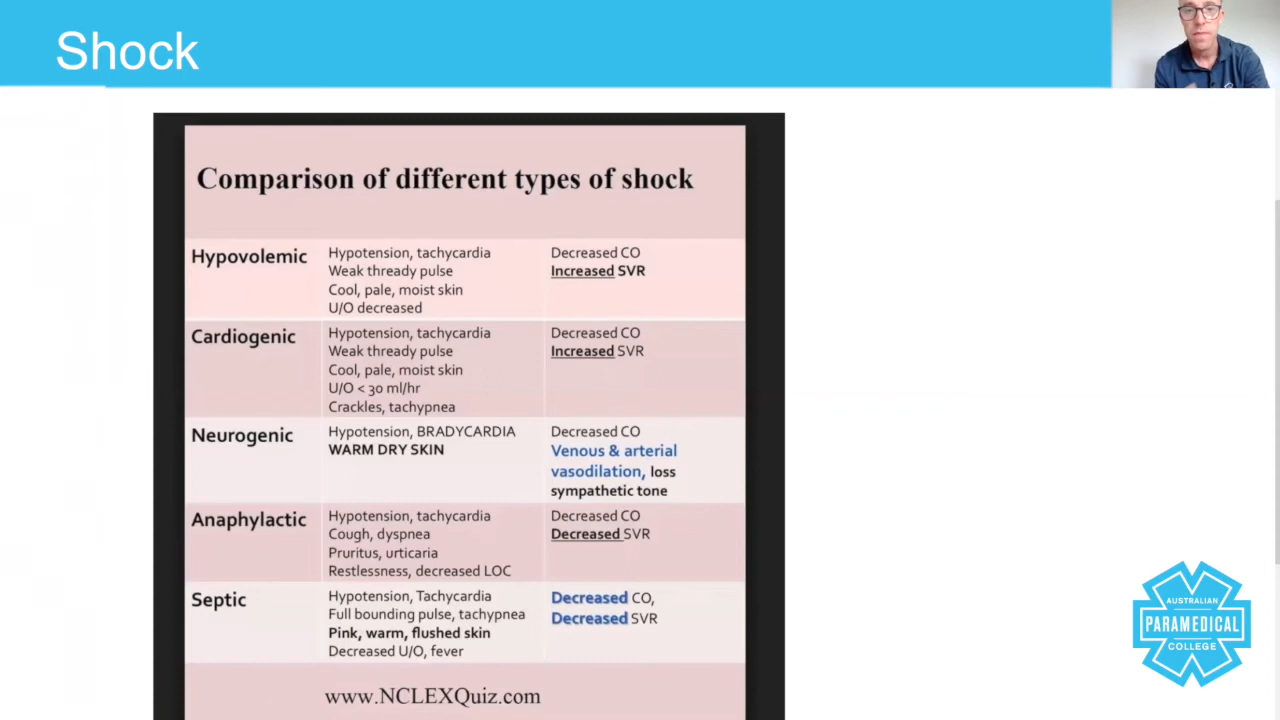 Shock
Comparison of different types of shock
Hypovolemic
Hypotension, tachycardia
Weak thready pulse
Cool, pale, moist skin
U/O decreased
Decreased CO
Increased SVR
Cardiogenic
Hypotension, tachycardia
Weak thready pulse
Cool, pale, moist skin
U/O < 30 ml/hr
Crackles, tachypnea
Decreased CO
Increased SVR
Neurogenic
Hypotension, BRADYCARDIA
WARM DRY SKIN
Decreased CO
Venous & arterial
vasodilation, loss
sympathetic tone
Anaphylactic
Hypotension, tachycardia
Cough, dyspnea
Pruritus, urticaria
Restlessness, decreased LOC
Decreased CO
Decreased SVR
Septic
Hypotension, Tachycardia
Full bounding pulse, tachypnea
Pink, warm, flushed skin
Decreased U/O, fever
Decreased CO,
Decreased SVR
www.NCLEXQuiz.com
AUSTRALIAN
PARAMEDICAL
COLLEGE